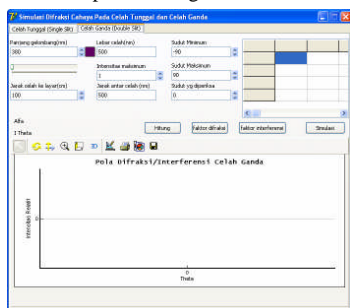 Simulasi Difraksi Cahaya Pada Celah Tunggal dan Celah Ganda
Celah Tunggal (Single Slit) Celah Ganda (Double Slit)
Panjang gelombang(nm) Lebar celah(nm) Sudut Minimum
380 500 -90
Intensitas maksimum Sudut Maksimum
1 90
Jarak celah ke layar(nm) Jarak antar celah (nm) Sudut yg diperiksa
100 500 0
Alfa
I Theta
Hitung faktor difraksi faktor interferensi Simulasi
3D
Pola Difraksi/Interferensi Celah Ganda
Intensitas Relatif
0
0
Theta